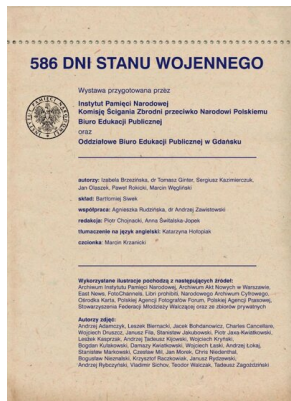 586 DNI STANU WOJENNEGO
Wystawa przygotowana przez
Instytut Pamięci Narodowej
Komisję Ścigania Zbrodni przeciwko Narodowi Polskiemu
Biuro Edukacji Publicznej
oraz
Oddziałowe Biuro Edukacji Publicznej w Gdańsku
autorzy: Izabela Brzezińska, dr Tomasz Ginter, Sergiusz Kazimierczuk,
Jan Olaszek, Paweł Rokicki, Marcin Węgliński
skład: Bartłomiej Siwek
współpraca: Agnieszka Rudzińska, dr Andrzej Zawistowski
redakcja: Piotr Chojnacki, Anna Świtalska-Jopek
tłumaczenie na język angielski: Katarzyna Hołopiak
czcionka: Marcin Krzanicki
Wykorzystane ilustracje pochodzą z następujących źródeł:
Archiwum Instytutu Pamięci Narodowej, Archiwum Akt Nowych w Warszawie,
East News, FotoChannels, Libri prohibiti, Narodowego Archiwum Cyfrowego,
Ośrodka Karta, Polskiej Agencji Fotografów Forum, Polskiej Agencji Prasowej,
Stowarzyszenia Federacji Młodzieży Walczącej oraz ze zbiorów prywatnych
Autorzy zdjęć:
Andrzej Adamczyk, Leszek Biernacki, Jacek Bohdanowicz, Charles Cancellare,
Wojciech Druszcz, Janusz Fila, Stanisław Jakubowski, Piotr Jaxa-Kwiatkowski,
Leszek Kasprzak, Andrzej Tadeusz Kijowski, Wojciech Kryński,
Bogdan Kułakowski, Damazy Kwiatkowski, Wojciech Łaski, Andrzej Łokaj,
Stanisław Markowski, Czesław Mil, Jan Morek, Chris Niedenthal,
Bogusław Nieznalski, Krzysztof Raczkowiak, Janusz Rydzewski,
Andrzej Rybczyński, Vladimir Sichov, Teodor Walczak, Tadeusz Zagoździński